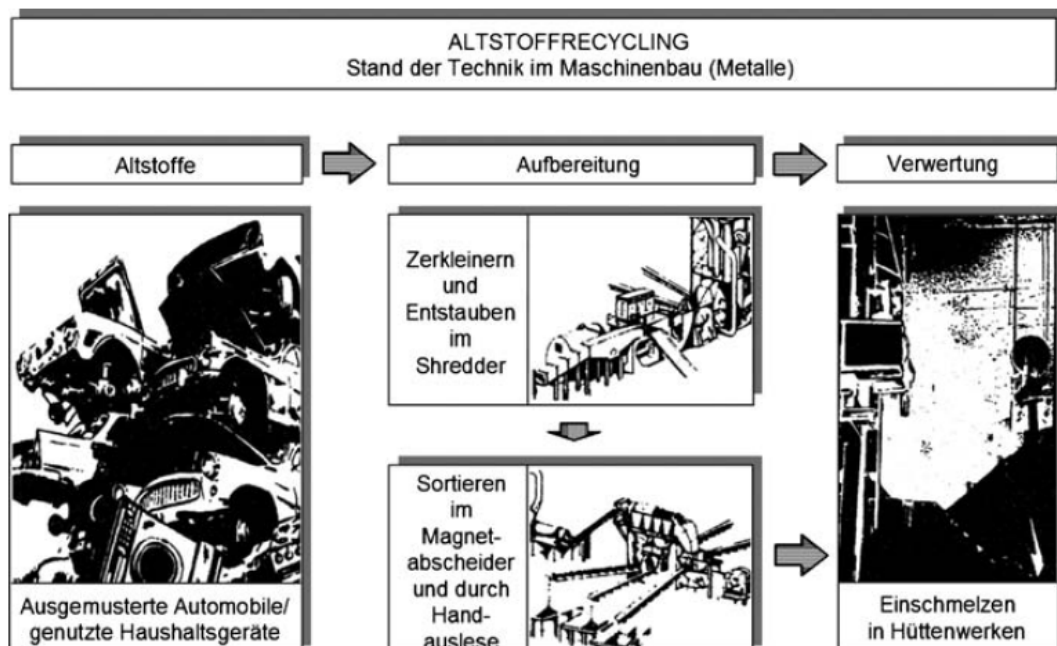 ALTSTOFFRECYCLING
Stand der Technik im Maschinenbau (Metalle)
Altstoffe
Aufbereitung
Verwertung
Zerkleinern
und
Entstauben
im
Shredder
Sortieren
im
Magnet-
abscheider
und durch
Hand-
auslese
Ausgemusterte Automobile/
genutzte Haushaltsgeräte
Einschmelzen
in Hüttenwerken